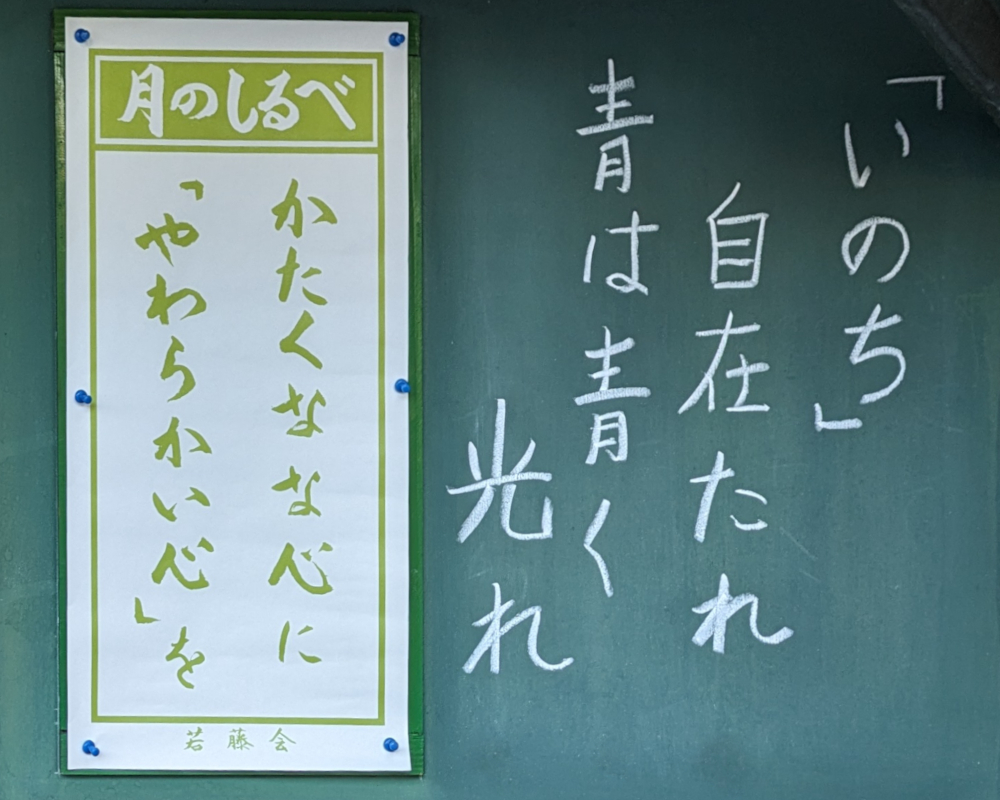 「いのち」
自在たれ
青は青く
光れ
月のしるべ
かたくなな心に
「やわらかい心」を
若藤会